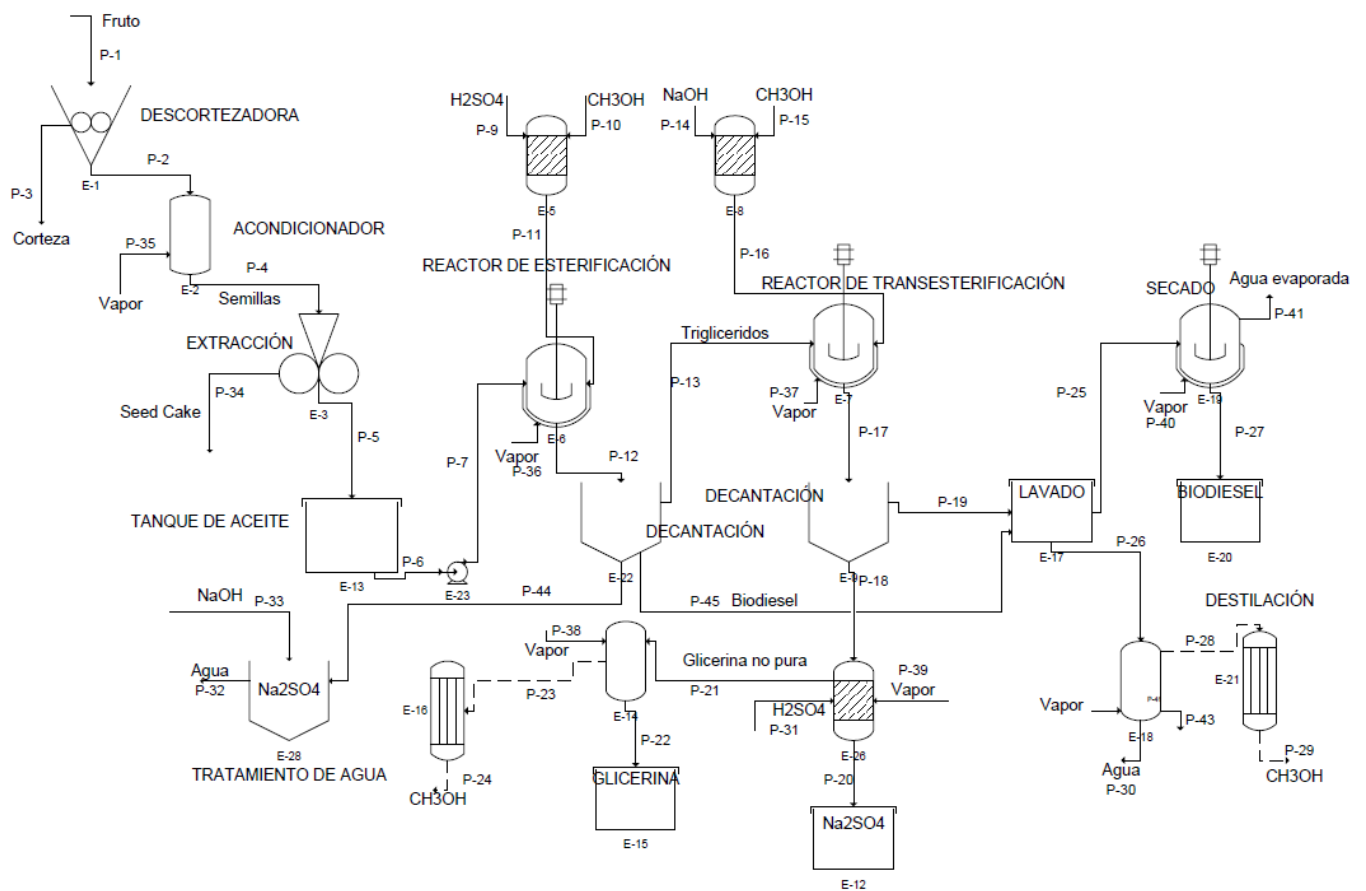 Fruto
P-1
H2SO4
CH3OH
NaOH
CH3OH
P-9
P-10
P-14
P-15
DESCORTEZADORA
P-2
P-3
E-1
E-5
E-8
Corteza
ACONDICIONADOR
P-35
P-4
E-2
Vapor
Semillas
P-11
P-16
REACTOR DE ESTERIFICACIÓN
REACTOR DE TRANSESTERIFICACIÓN
SECADO
Agua evaporada
P-41
EXTRACCIÓN
Trigliceridos
P-34
P-13
P-37
P-25
Seed Cake
E-3
Vapor
E-7
Vapor
E-19
P-40
P-5
P-7
E-6
Vapor
P-36
P-12
P-17
P-27
TANQUE DE ACEITE
DECANTACIÓN
DECANTACIÓN
P-19
LAVADO
BIODIESEL
P-6
E-13
E-23
E-22
E-9
P-18
E-17
P-26
E-20
NaOH
P-33
P-44
P-45
Biodiesel
DESTILACIÓN
P-38
Vapor
Glicerina no pura
P-39
Vapor
P-28
Agua
P-32
Na2SO4
P-23
P-21
E-16
H2SO4
P-31
E-21
Vapor
P-43
E-14
E-18
E-28
P-22
E-26
P-29
TRATAMIENTO DE AGUA
P-24
CH3OH
GLICERINA
P-20
Agua
P-30
CH3OH
Na2SO4
E-15
E-12